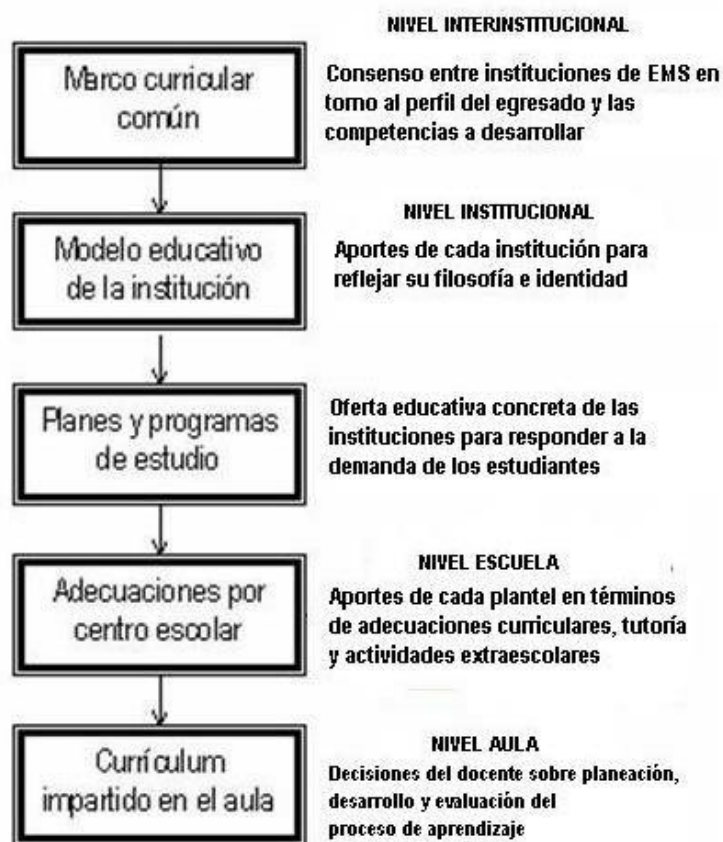 NIVEL INTERINSTITUCIONAL
Marco curricular
común
Consenso entre instituciones de EMS en
torno al perfil del egresado y las
competencias a desarrollar
NIVEL INSTITUCIONAL
Modelo educativo
de la institución
Aportes de cada institución para
reflejar su filosofía e identidad
Planes y programas
de estudio
Oferta educativa concreta de las
instituciones para responder a la
demanda de los estudiantes
NIVEL ESCUELA
Adecuaciones por
centro escolar
Aportes de cada plantel en términos
de adecuaciones curriculares, tutoría
y actividades extraescolares
NIVEL AULA
Currículum
impartido en el aula
Decisiones del docente sobre planeación,
desarrollo y evaluación del
proceso de aprendizaje